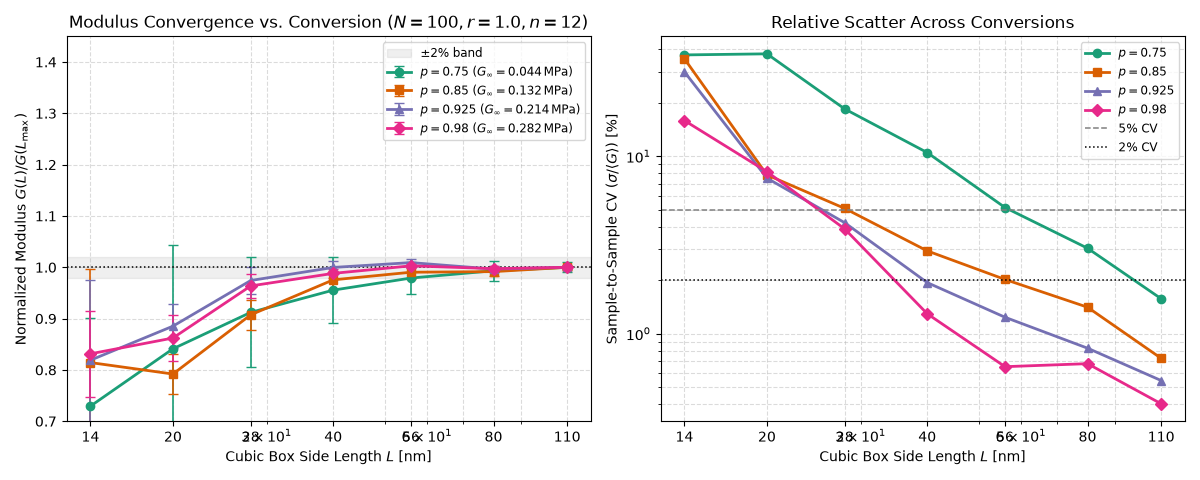 Modulus Convergence vs. Conversion (N = 100, r = 1.0, n = 12)
Normalized Modulus G(L)/G(Lmax)
1.4
1.3
1.2
1.1
1.0
0.9
0.8
0.7
±2% band
p = 0.75 (G∞ = 0.044 MPa)
p = 0.85 (G∞ = 0.132 MPa)
p = 0.925 (G∞ = 0.214 MPa)
p = 0.98 (G∞ = 0.282 MPa)
14 20 28 3 × 10¹ 40 56 6 × 10¹ 80 110
Cubic Box Side Length L [nm]
Relative Scatter Across Conversions
Sample-to-Sample CV (σ/⟨G⟩) [%]
10¹
10⁰
p = 0.75
p = 0.85
p = 0.925
p = 0.98
5% CV
2% CV
14 20 28 3 × 10¹ 40 56 6 × 10¹ 80 110
Cubic Box Side Length L [nm]